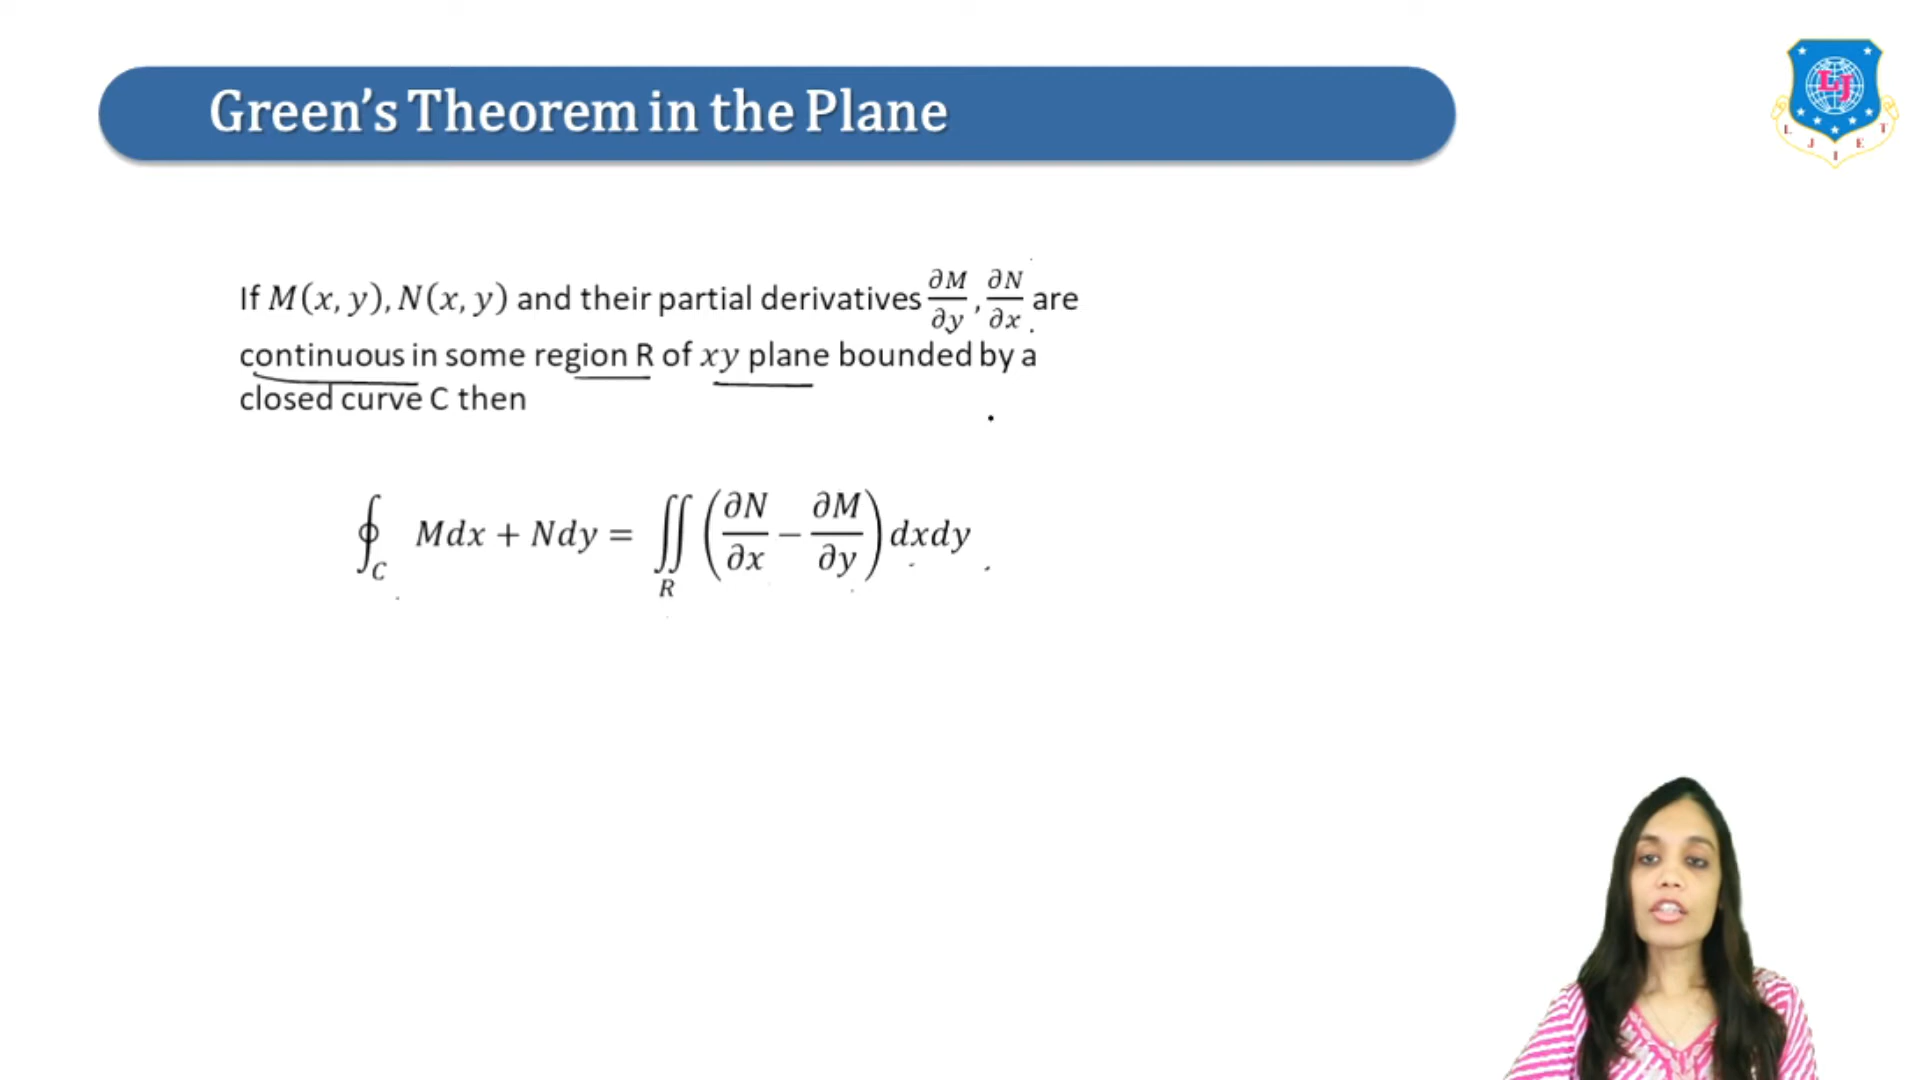 Green's Theorem in the Plane
LJ
L J I E T
If M(x, y), N(x, y) and their partial derivatives ∂M/∂y, ∂N/∂x are
continuous in some region R of xy plane bounded by a
closed curve C then
∮_C Mdx + Ndy = ∬_R (∂N/∂x − ∂M/∂y) dxdy